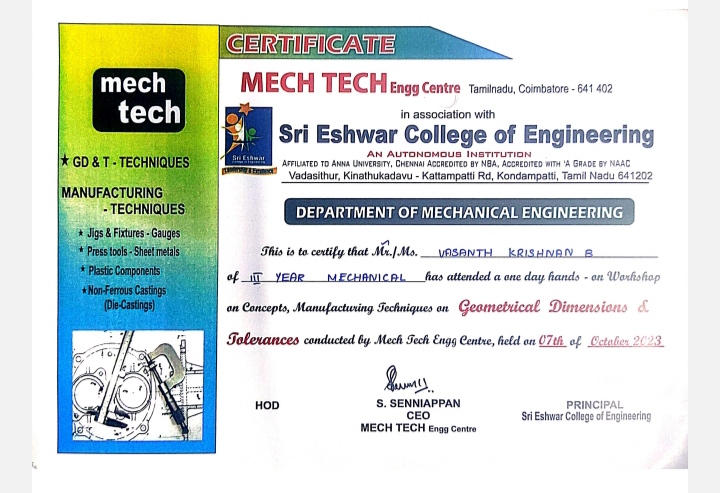 CERTIFICATE
mech
tech
★ GD & T - TECHNIQUES
MANUFACTURING
- TECHNIQUES
★ Jigs & Fixtures - Gauges
★ Press tools - Sheet metals
★ Plastic Components
★ Non-Ferrous Castings
(Die-Castings)
MECH TECH Engg Centre Tamilnadu, Coimbatore - 641 402
in association with
Sri Eshwar
Leadership & Excellence
Sri Eshwar College of Engineering
AN AUTONOMOUS INSTITUTION
AFFILIATED TO ANNA UNIVERSITY, CHENNAI ACCREDITED BY NBA, ACCREDITED WITH 'A GRADE BY NAAC
Vadasithur, Kinathukadavu - Kattampatti Rd, Kondampatti, Tamil Nadu 641202
DEPARTMENT OF MECHANICAL ENGINEERING
This is to certify that Mr./Ms. VASANTH KRISHNAN B
of III YEAR MECHANICAL has attended a one day hands - on Workshop
on Concepts, Manufacturing Techniques on Geometrical Dimensions &
Tolerances conducted by Mech Tech Engg Centre, held on 07th of October 2023
HOD
S. SENNIAPPAN
CEO
MECH TECH Engg Centre
PRINCIPAL
Sri Eshwar College of Engineering